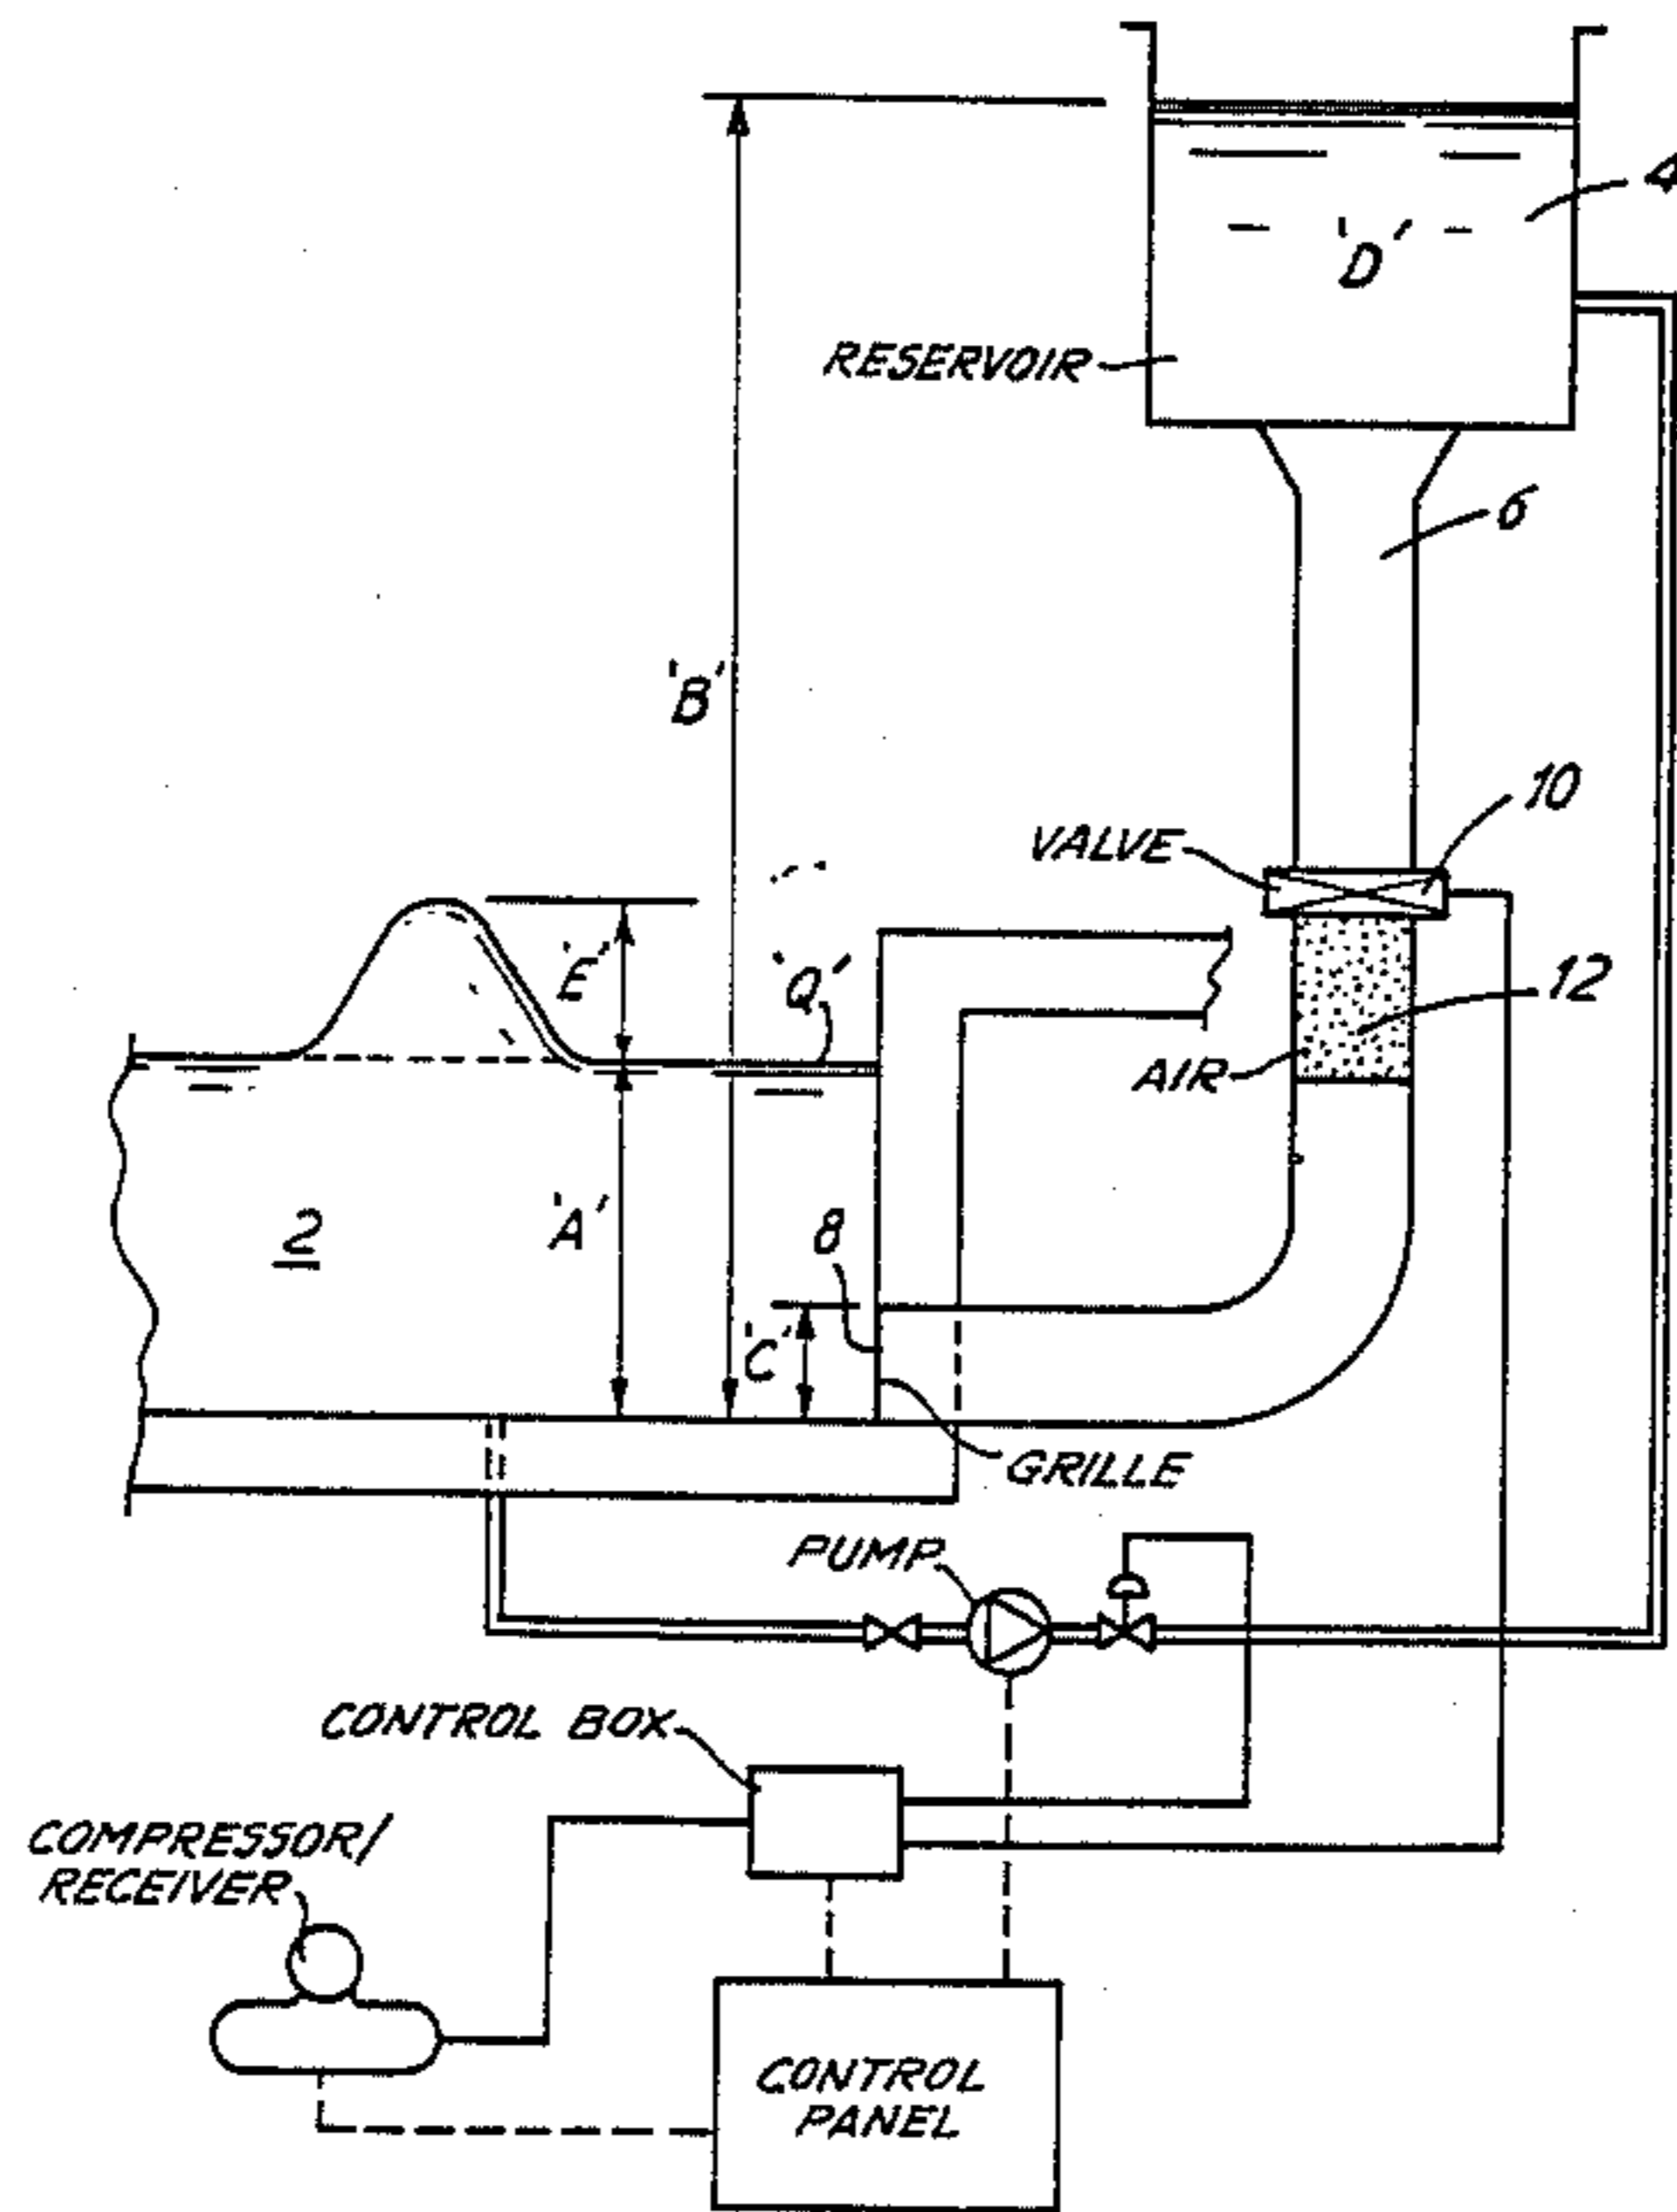 4
'D'
RESERVOIR
6
'B'
10
VALVE
'E'
'Q'
12
AIR
2
'A'
8
'C'
GRILLE
PUMP
CONTROL BOX
COMPRESSOR/
RECEIVER
CONTROL
PANEL